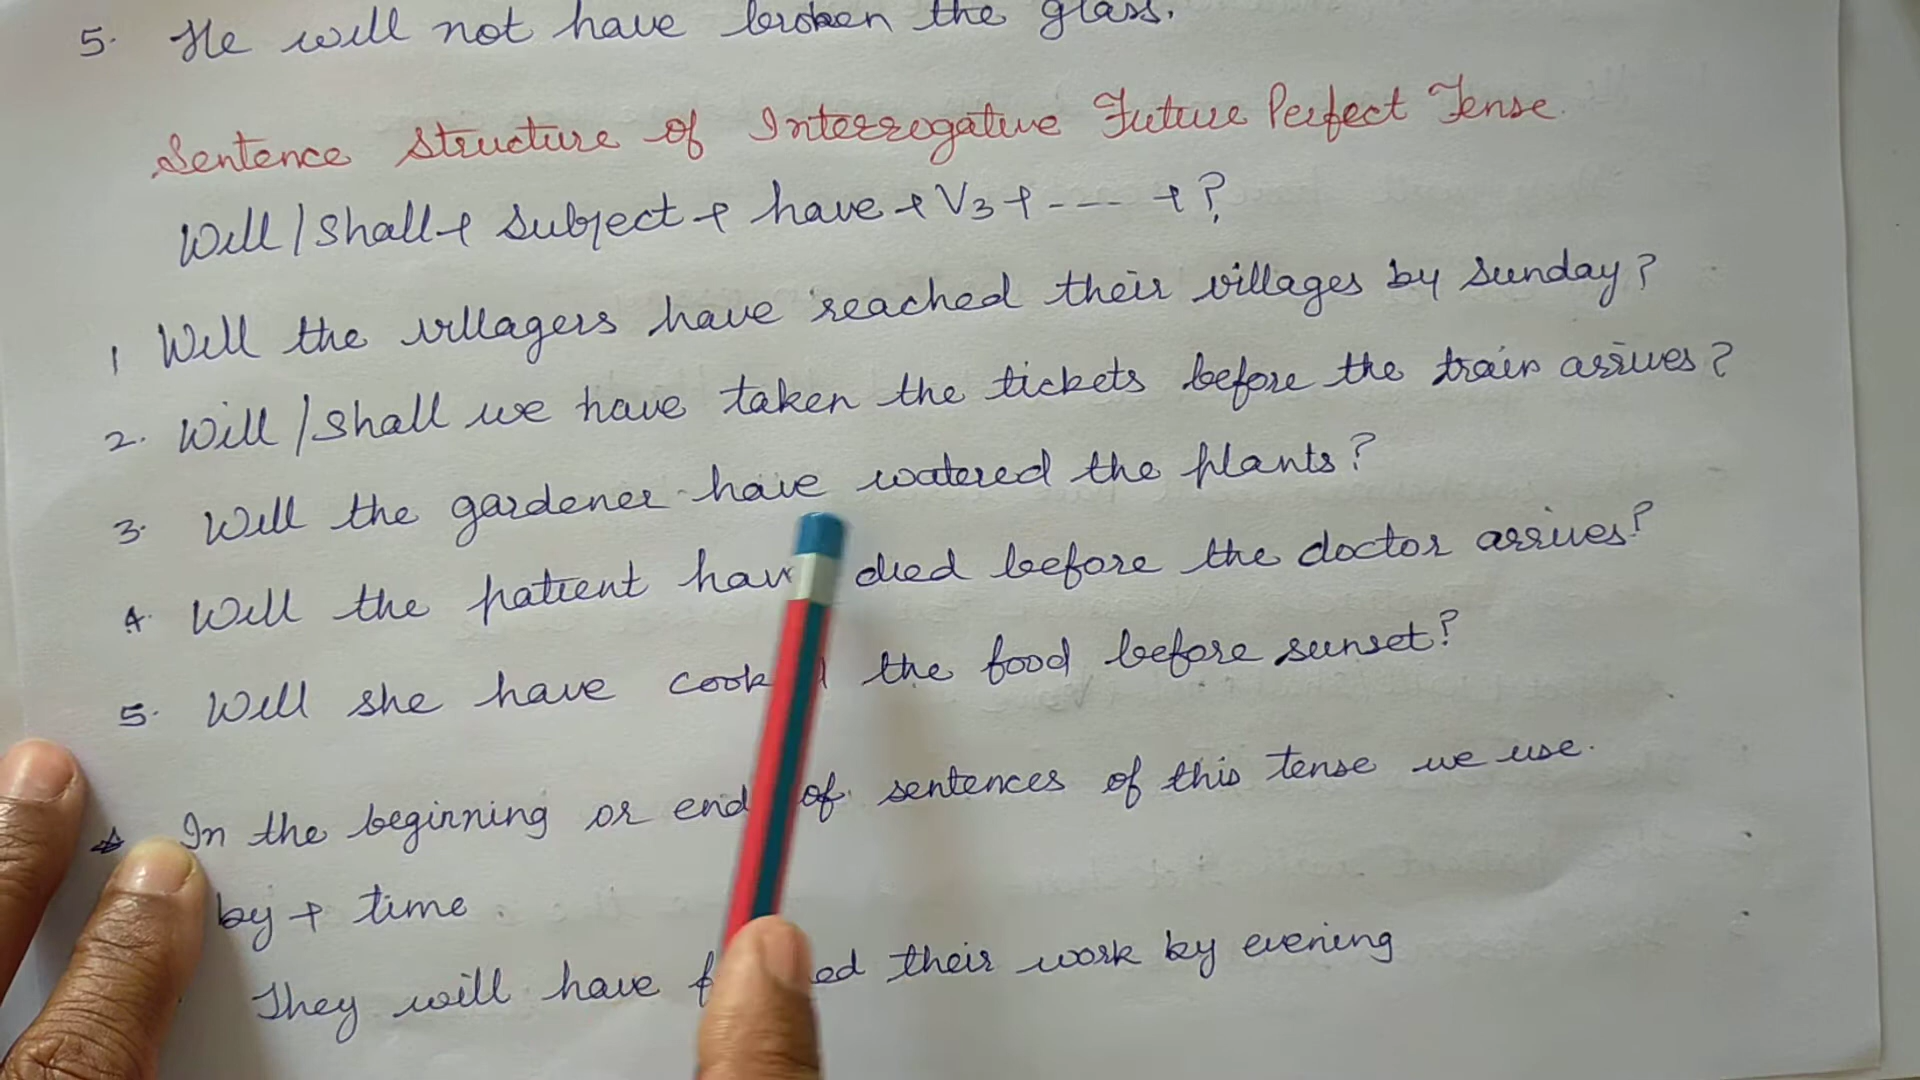 5. He will not have broken the glass.
Sentence Structure of Interrogative Future Perfect Tense.
Will / Shall + Subject + have + V3 + --- + ?
1 Will the villagers have reached their villages by Sunday?
2. Will / Shall we have taken the tickets before the train arrives?
3. Will the gardener have watered the plants?
4. Will the patient have died before the doctor arrives?
5. Will she have the food before sunset?
In the beginning or end of sentences of this tense we use.
by + time.
They will have their work by evening